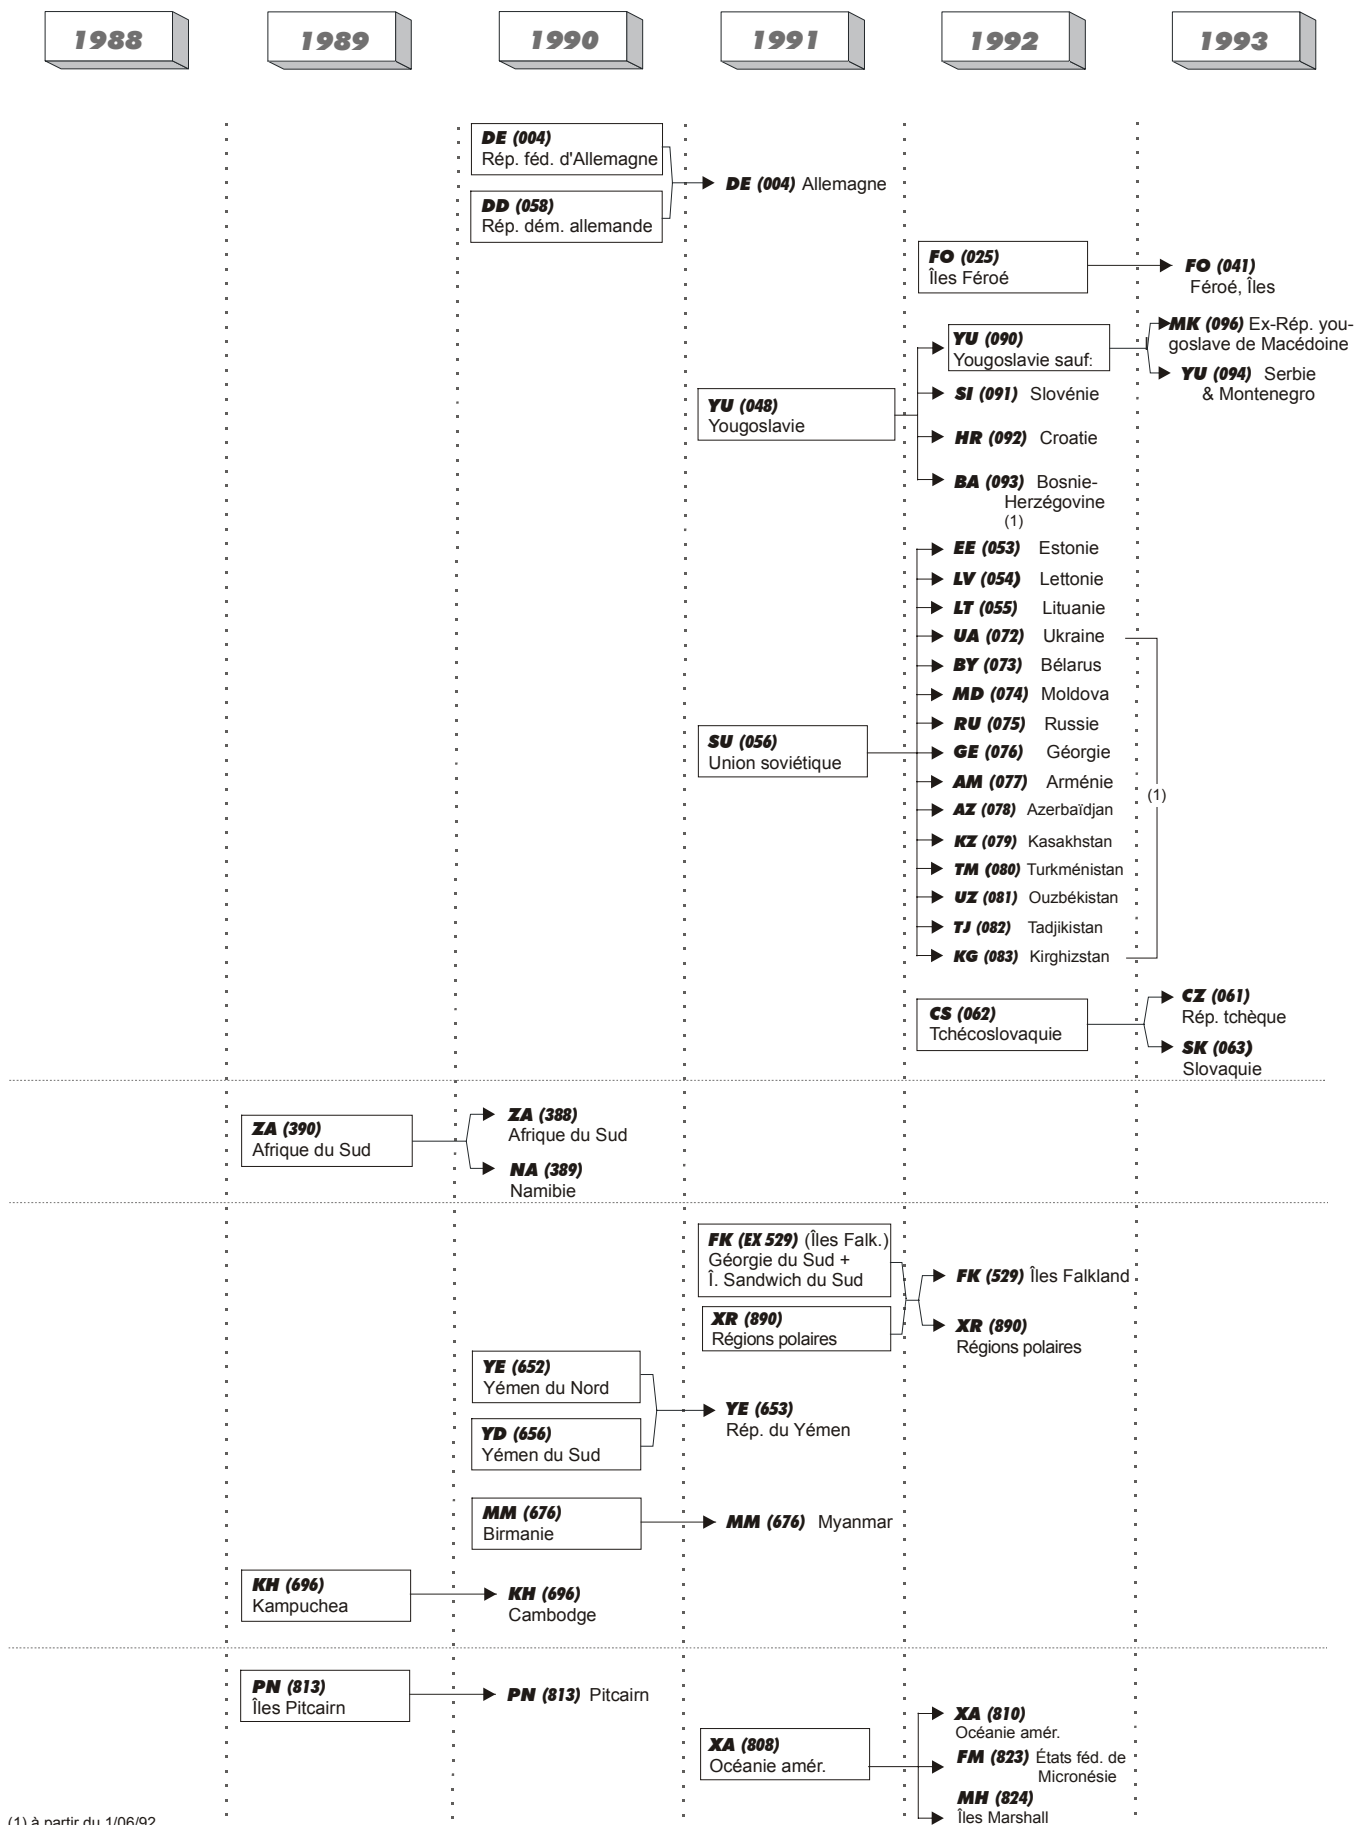 1988 1989 1990 1991 1992 1993
DE (004)
Rép. féd. d'Allemagne
DE (004) Allemagne
DD (058)
Rép. dém. allemande
FO (025)
Îles Féroé
FO (041)
Féroé, Îles
YU (048)
Yougoslavie
YU (090)
Yougoslavie sauf:
MK (096) Ex-Rép. you-
goslave de Macédoine
YU (094) Serbie
& Montenegro
SI (091) Slovénie
HR (092) Croatie
BA (093) Bosnie-
Herzégovine
(1)
SU (056)
Union soviétique
EE (053) Estonie
LV (054) Lettonie
LT (055) Lituanie
UA (072) Ukraine
BY (073) Bélarus
MD (074) Moldova
RU (075) Russie
GE (076) Géorgie
AM (077) Arménie
(1)
AZ (078) Azerbaïdjan
KZ (079) Kasakhstan
TM (080) Turkménistan
UZ (081) Ouzbékistan
TJ (082) Tadjikistan
KG (083) Kirghizstan
CS (062)
Tchécoslovaquie
CZ (061)
Rép. tchèque
SK (063)
Slovaquie
ZA (390)
Afrique du Sud
ZA (388)
Afrique du Sud
NA (389)
Namibie
FK (EX 529) (Îles Falk.)
Géorgie du Sud +
Î. Sandwich du Sud
FK (529) Îles Falkland
XR (890)
Régions polaires
XR (890)
Régions polaires
YE (652)
Yémen du Nord
YE (653)
Rép. du Yémen
YD (656)
Yémen du Sud
MM (676)
Birmanie
MM (676) Myanmar
KH (696)
Kampuchea
KH (696)
Cambodge
PN (813)
Îles Pitcairn
PN (813) Pitcairn
XA (808)
Océanie amér.
XA (810)
Océanie amér.
FM (823) États féd. de
Micronésie
MH (824)
Îles Marshall
(1) à partir du 1/06/92